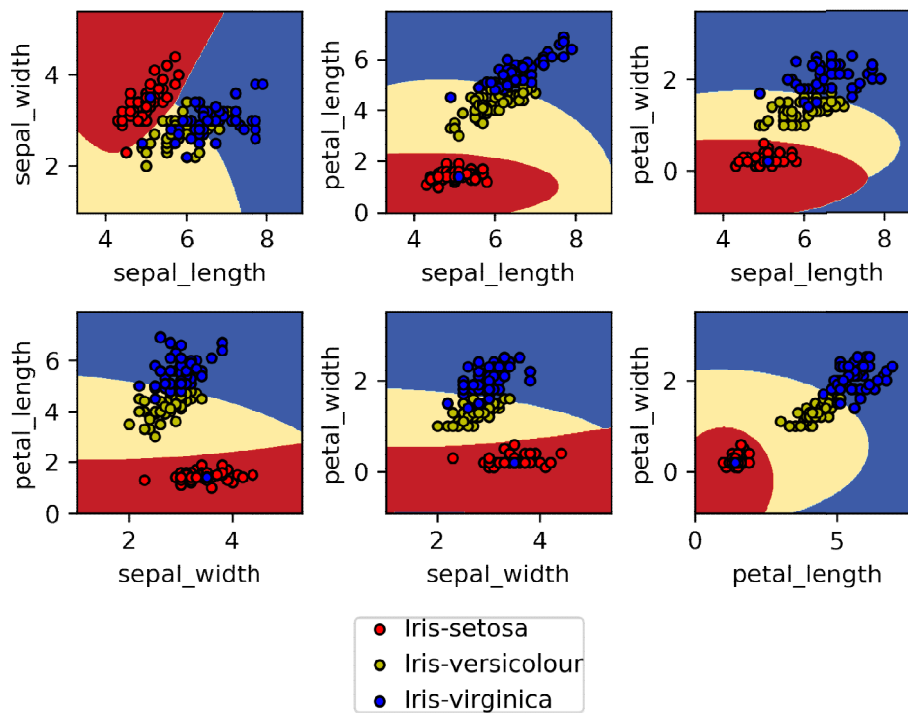 sepal_width
4
2
4 6 8
sepal_length
petal_length
6
4
2
0
4 6 8
sepal_length
petal_width
2
0
4 6 8
sepal_length
petal_length
6
4
2
0
2 4
sepal_width
petal_width
2
0
2 4
sepal_width
petal_width
2
0
0 5
petal_length
Iris-setosa
Iris-versicolour
Iris-virginica